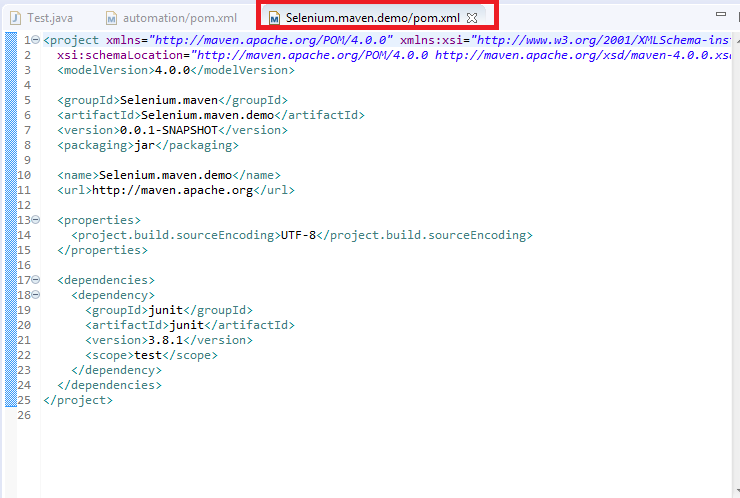 Test.java automation/pom.xml Selenium.maven.demo/pom.xml
1 <project xmlns="http://maven.apache.org/POM/4.0.0" xmlns:xsi="http://www.w3.org/2001/XMLSchema-inst
2 xsi:schemaLocation="http://maven.apache.org/POM/4.0.0 http://maven.apache.org/xsd/maven-4.0.0.xsd
3 <modelVersion>4.0.0</modelVersion>
4
5 <groupId>Selenium.maven</groupId>
6 <artifactId>Selenium.maven.demo</artifactId>
7 <version>0.0.1-SNAPSHOT</version>
8 <packaging>jar</packaging>
9
10 <name>Selenium.maven.demo</name>
11 <url>http://maven.apache.org</url>
12
13 <properties>
14 <project.build.sourceEncoding>UTF-8</project.build.sourceEncoding>
15 </properties>
16
17 <dependencies>
18 <dependency>
19 <groupId>junit</groupId>
20 <artifactId>junit</artifactId>
21 <version>3.8.1</version>
22 <scope>test</scope>
23 </dependency>
24 </dependencies>
25 </project>
26